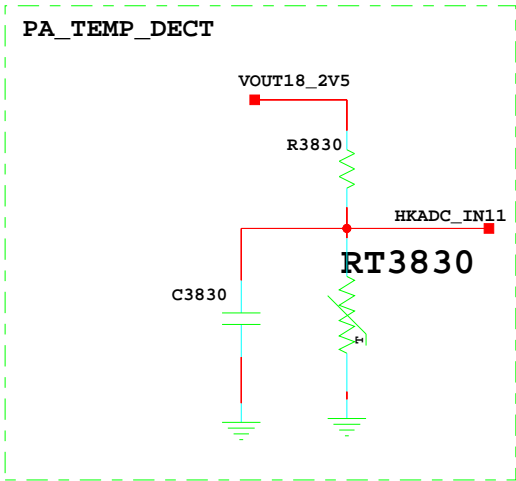 PA_TEMP_DECT
VOUT18_2V5
R3830
HKADC_IN11
RT3830
C3830
T